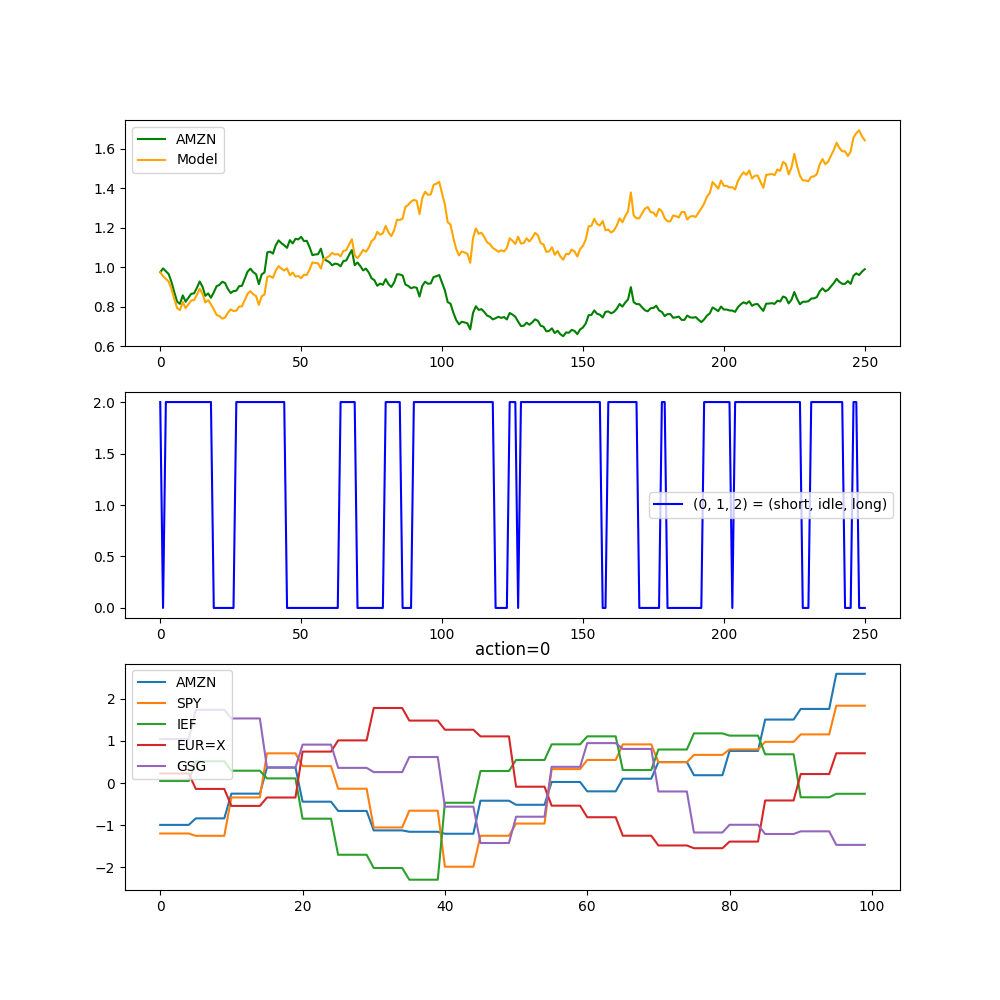 AMZN
Model
1.6
1.4
1.2
1.0
0.8
0.6
0 50 100 150 200 250
2.0
1.5
1.0
0.5
0.0
(0, 1, 2) = (short, idle, long)
0 50 100 150 200 250
action=0
AMZN
SPY
IEF
EUR=X
GSG
2
1
0
−1
−2
0 20 40 60 80 100